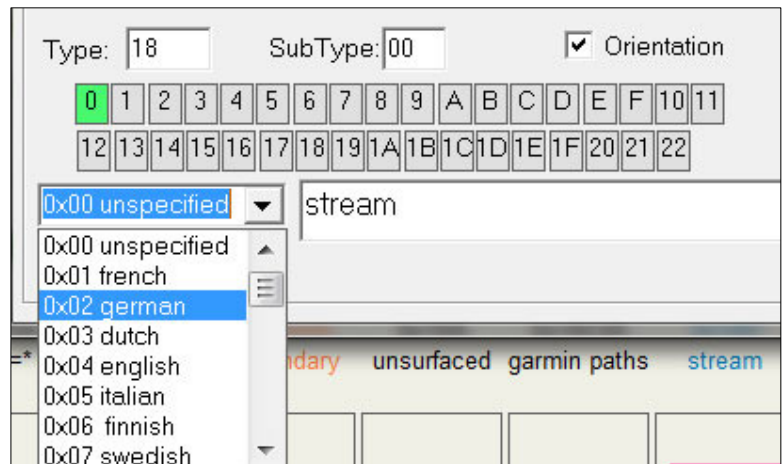 Type: 18 SubType: 00 Orientation
0 1 2 3 4 5 6 7 8 9 A B C D E F 10 11
12 13 14 15 16 17 18 19 1A 1B 1C 1D 1E 1F 20 21 22
0x00 unspecified stream
0x00 unspecified
0x01 french
0x02 german
0x03 dutch
=* 0x04 english ndary unsurfaced garmin paths stream
0x05 italian
0x06 finnish
0x07 swedish